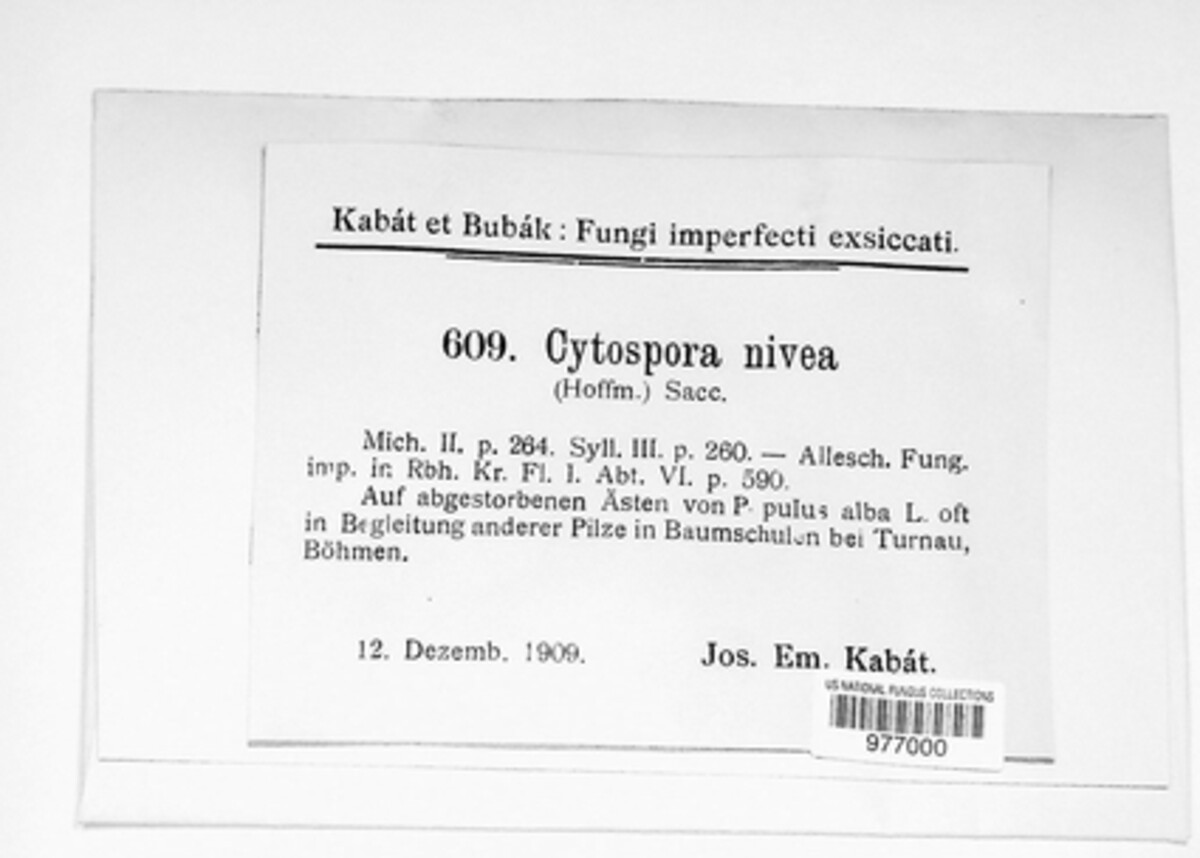 Kabát et Bubák: Fungi imperfecti exsiccati.
609. Cytospora nivea
(Hoffm.) Sacc.
Mich. II. p. 264. Syll. III. p. 260. — Allesch. Fung.
imp. in Rbh. Kr. Fl. I. Abt. VI. p. 590.
Auf abgestorbenen Ästen von P pulus alba L. oft
in Begleitung anderer Pilze in Baumschulen bei Turnau,
Böhmen.
12. Dezemb. 1909.
Jos. Em. Kabát.
US NATIONAL FUNGUS COLLECTIONS
977000